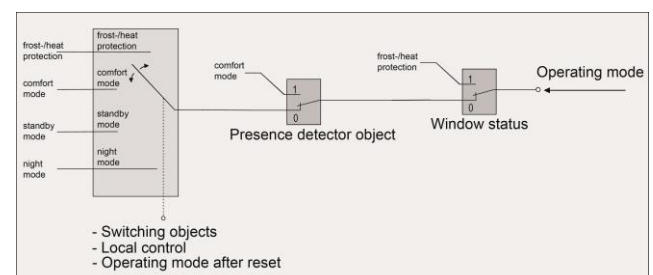 frost-/heat
protection
comfort
mode
standby
mode
night
mode
frost-/heat
protection
comfort
mode
standby
mode
night
mode
- Switching objects
- Local control
- Operating mode after reset
comfort
mode
1
0
Presence detector object
frost-/heat
protection
1
0
Window status
Operating mode